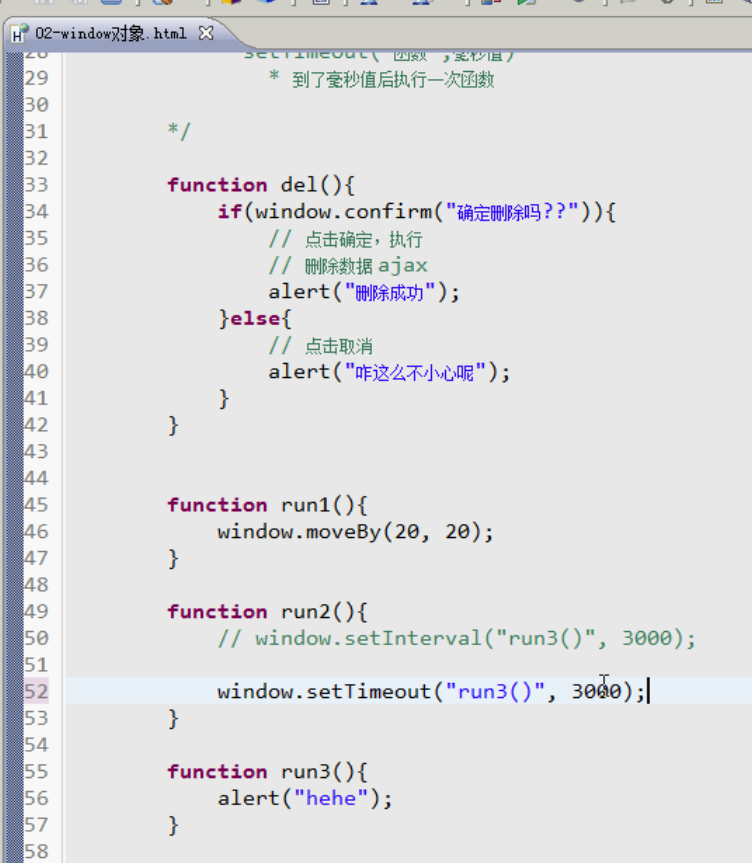 02-window对象.html
28 setTimeout("函数",毫秒值)
29 * 到了毫秒值后执行一次函数
30
31 */
32
33 function del(){
34 if(window.confirm("确定删除吗??")){
35 // 点击确定，执行
36 // 删除数据 ajax
37 alert("删除成功");
38 }else{
39 // 点击取消
40 alert("咋这么不小心呢");
41 }
42 }
43
44
45 function run1(){
46 window.moveBy(20, 20);
47 }
48
49 function run2(){
50 // window.setInterval("run3()", 3000);
51
52 window.setTimeout("run3()", 3000);
53 }
54
55 function run3(){
56 alert("hehe");
57 }
58